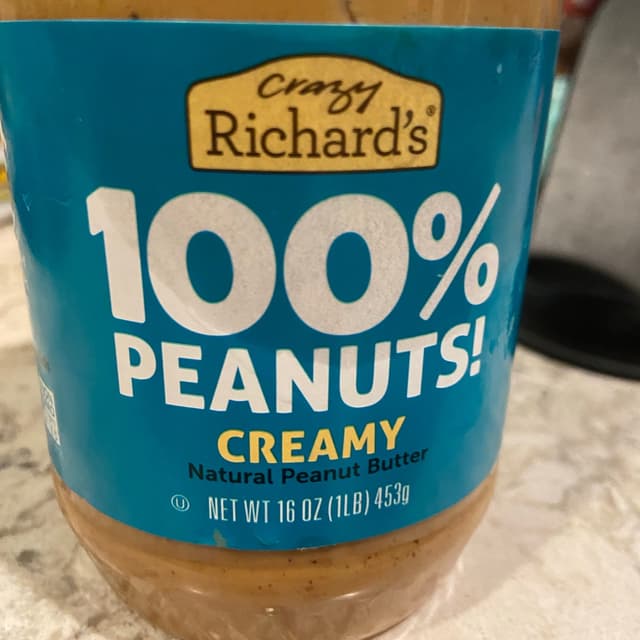 Crazy
Richard's®
100%
PEANUTS!
CREAMY
Natural Peanut Butter
U NET WT 16 OZ (1LB) 453g